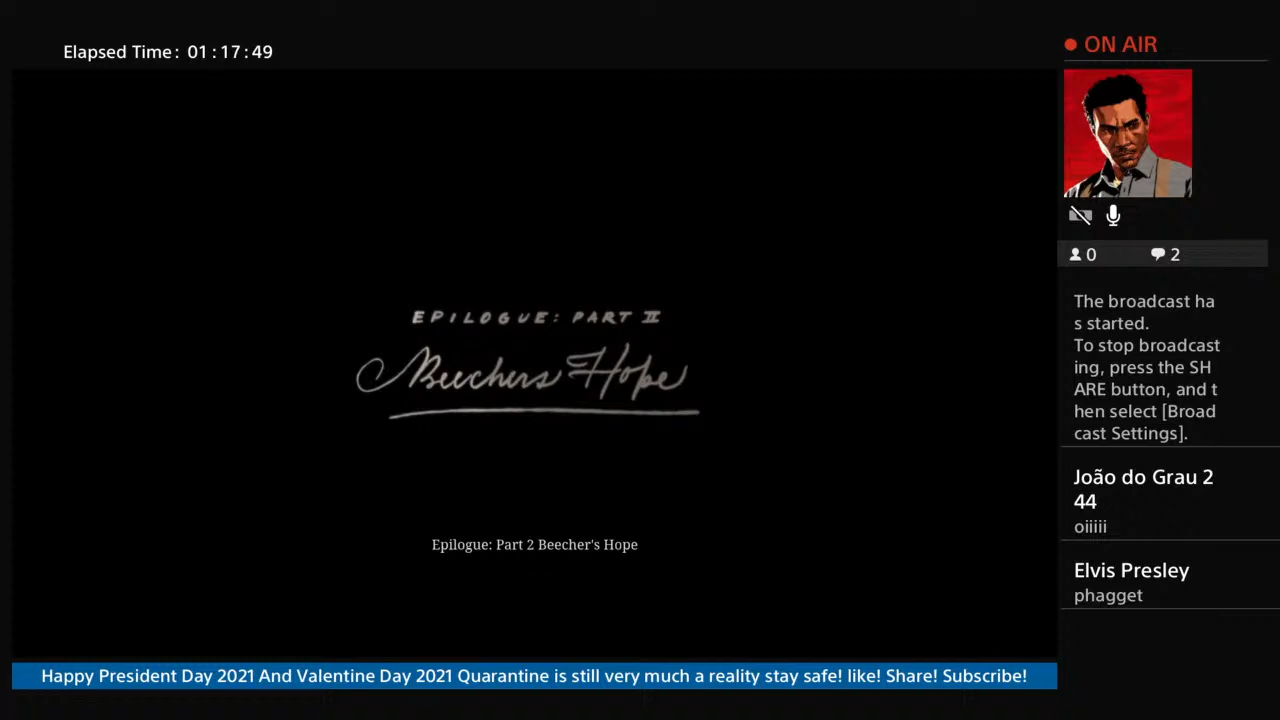 Elapsed Time: 01:17:49
ON AIR
0
2
EPILOGUE: PART II
Beechers Hope
Epilogue: Part 2 Beecher's Hope
The broadcast ha
s started.
To stop broadcast
ing, press the SH
ARE button, and t
hen select [Broad
cast Settings].
João do Grau 2
44
oiiiii
Elvis Presley
phagget
Happy President Day 2021 And Valentine Day 2021 Quarantine is still very much a reality stay safe! like! Share! Subscribe!